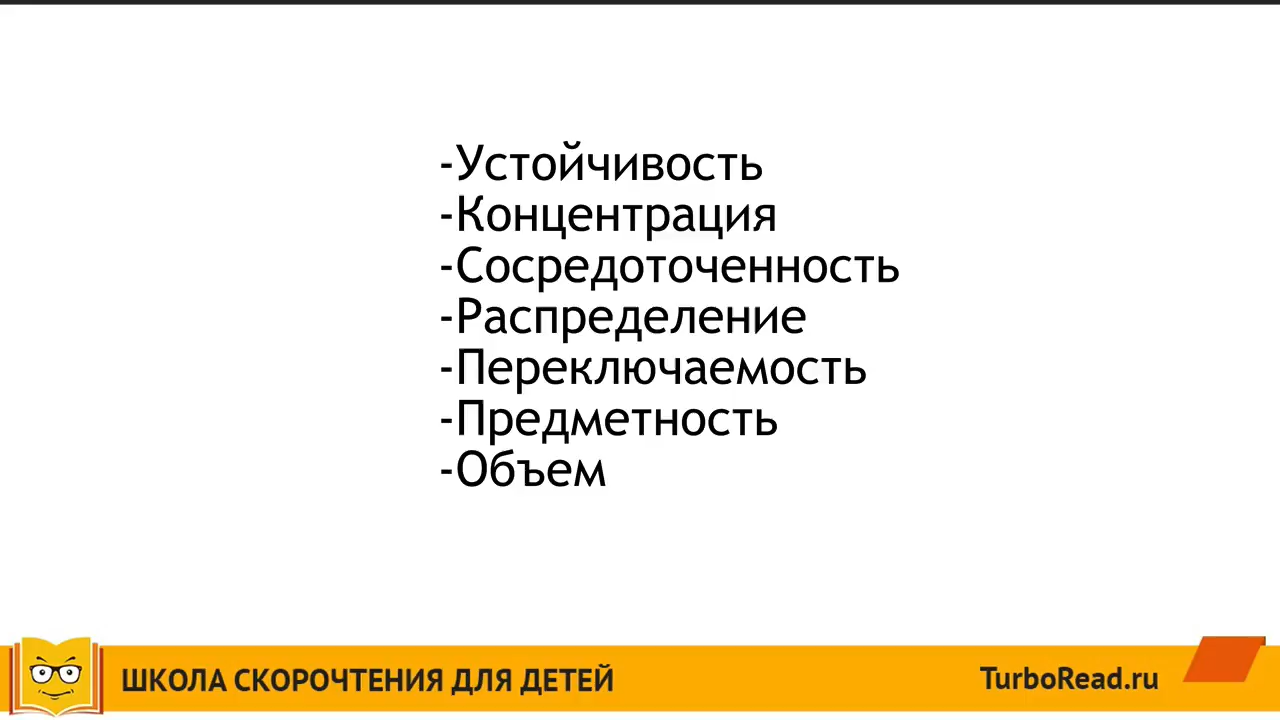 -Устойчивость
-Концентрация
-Сосредоточенность
-Распределение
-Переключаемость
-Предметность
-Объем
ШКОЛА СКОРОЧТЕНИЯ ДЛЯ ДЕТЕЙ
TurboRead.ru